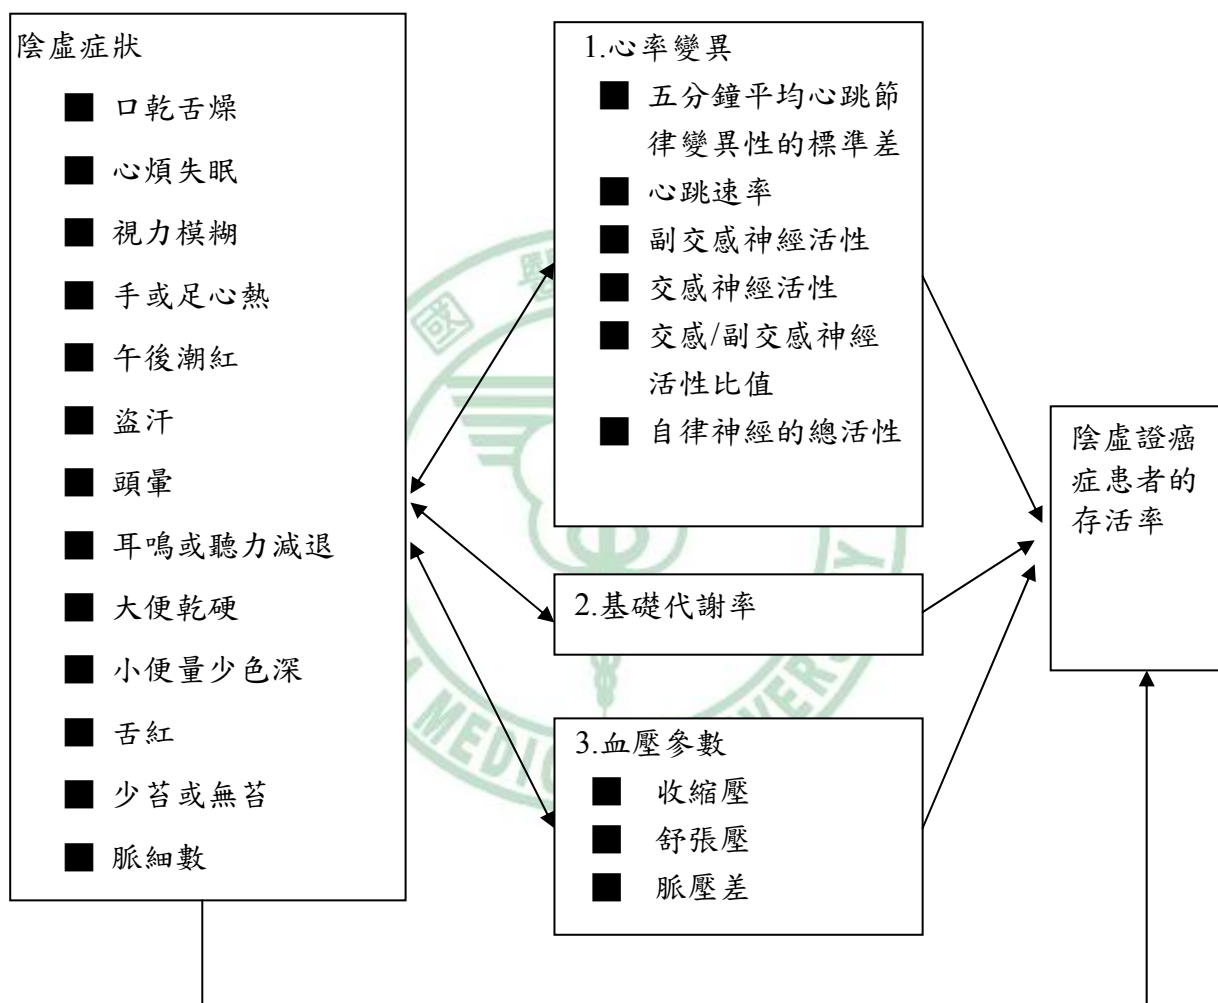 陰虛症狀
■ 口乾舌燥
■ 心煩失眠
■ 視力模糊
■ 手或足心熱
■ 午後潮紅
■ 盜汗
■ 頭暈
■ 耳鳴或聽力減退
■ 大便乾硬
■ 小便量少色深
■ 舌紅
■ 少苔或無苔
■ 脈細數
1.心率變異
■ 五分鐘平均心跳節
律變異性的標準差
■ 心跳速率
■ 副交感神經活性
■ 交感神經活性
■ 交感/副交感神經
活性比值
■ 自律神經的總活性
2.基礎代謝率
3.血壓參數
■ 收縮壓
■ 舒張壓
■ 脈壓差
陰虛證癌
症患者的
存活率